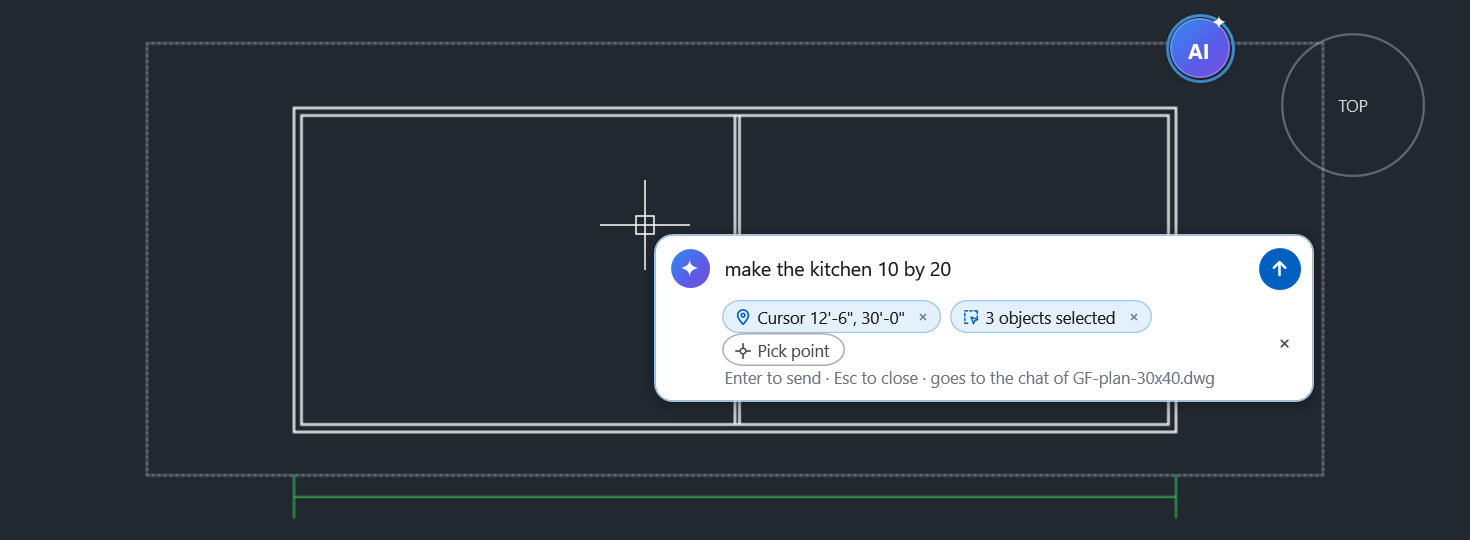 AI
TOP
make the kitchen 10 by 20
Cursor 12'-6", 30'-0" ×
3 objects selected ×
Pick point
×
Enter to send · Esc to close · goes to the chat of GF-plan-30x40.dwg